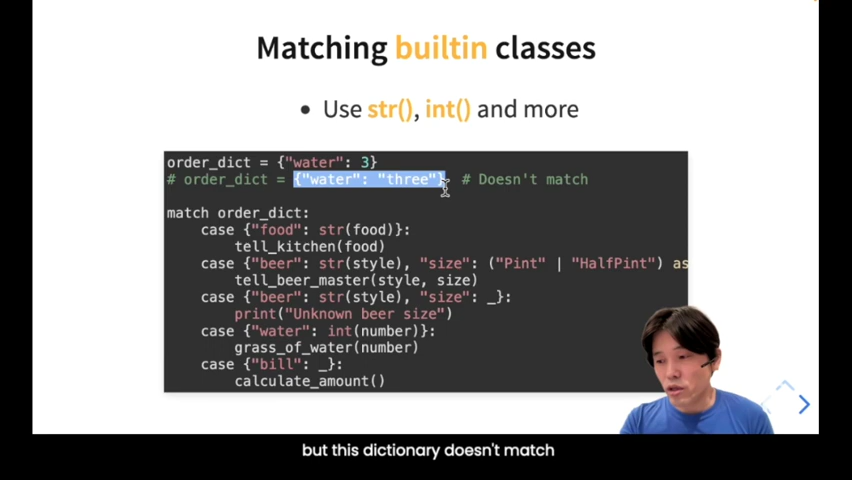 Matching builtin classes
• Use str(), int() and more
order_dict = {"water": 3}
# order_dict = {"water": "three"}  # Doesn't match
match order_dict:
    case {"food": str(food)}:
        tell_kitchen(food)
    case {"beer": str(style), "size": ("Pint" | "HalfPint") as
        tell_beer_master(style, size)
    case {"beer": str(style), "size": _}:
        print("Unknown beer size")
    case {"water": int(number)}:
        grass_of_water(number)
    case {"bill": _}:
        calculate_amount()
but this dictionary doesn't match